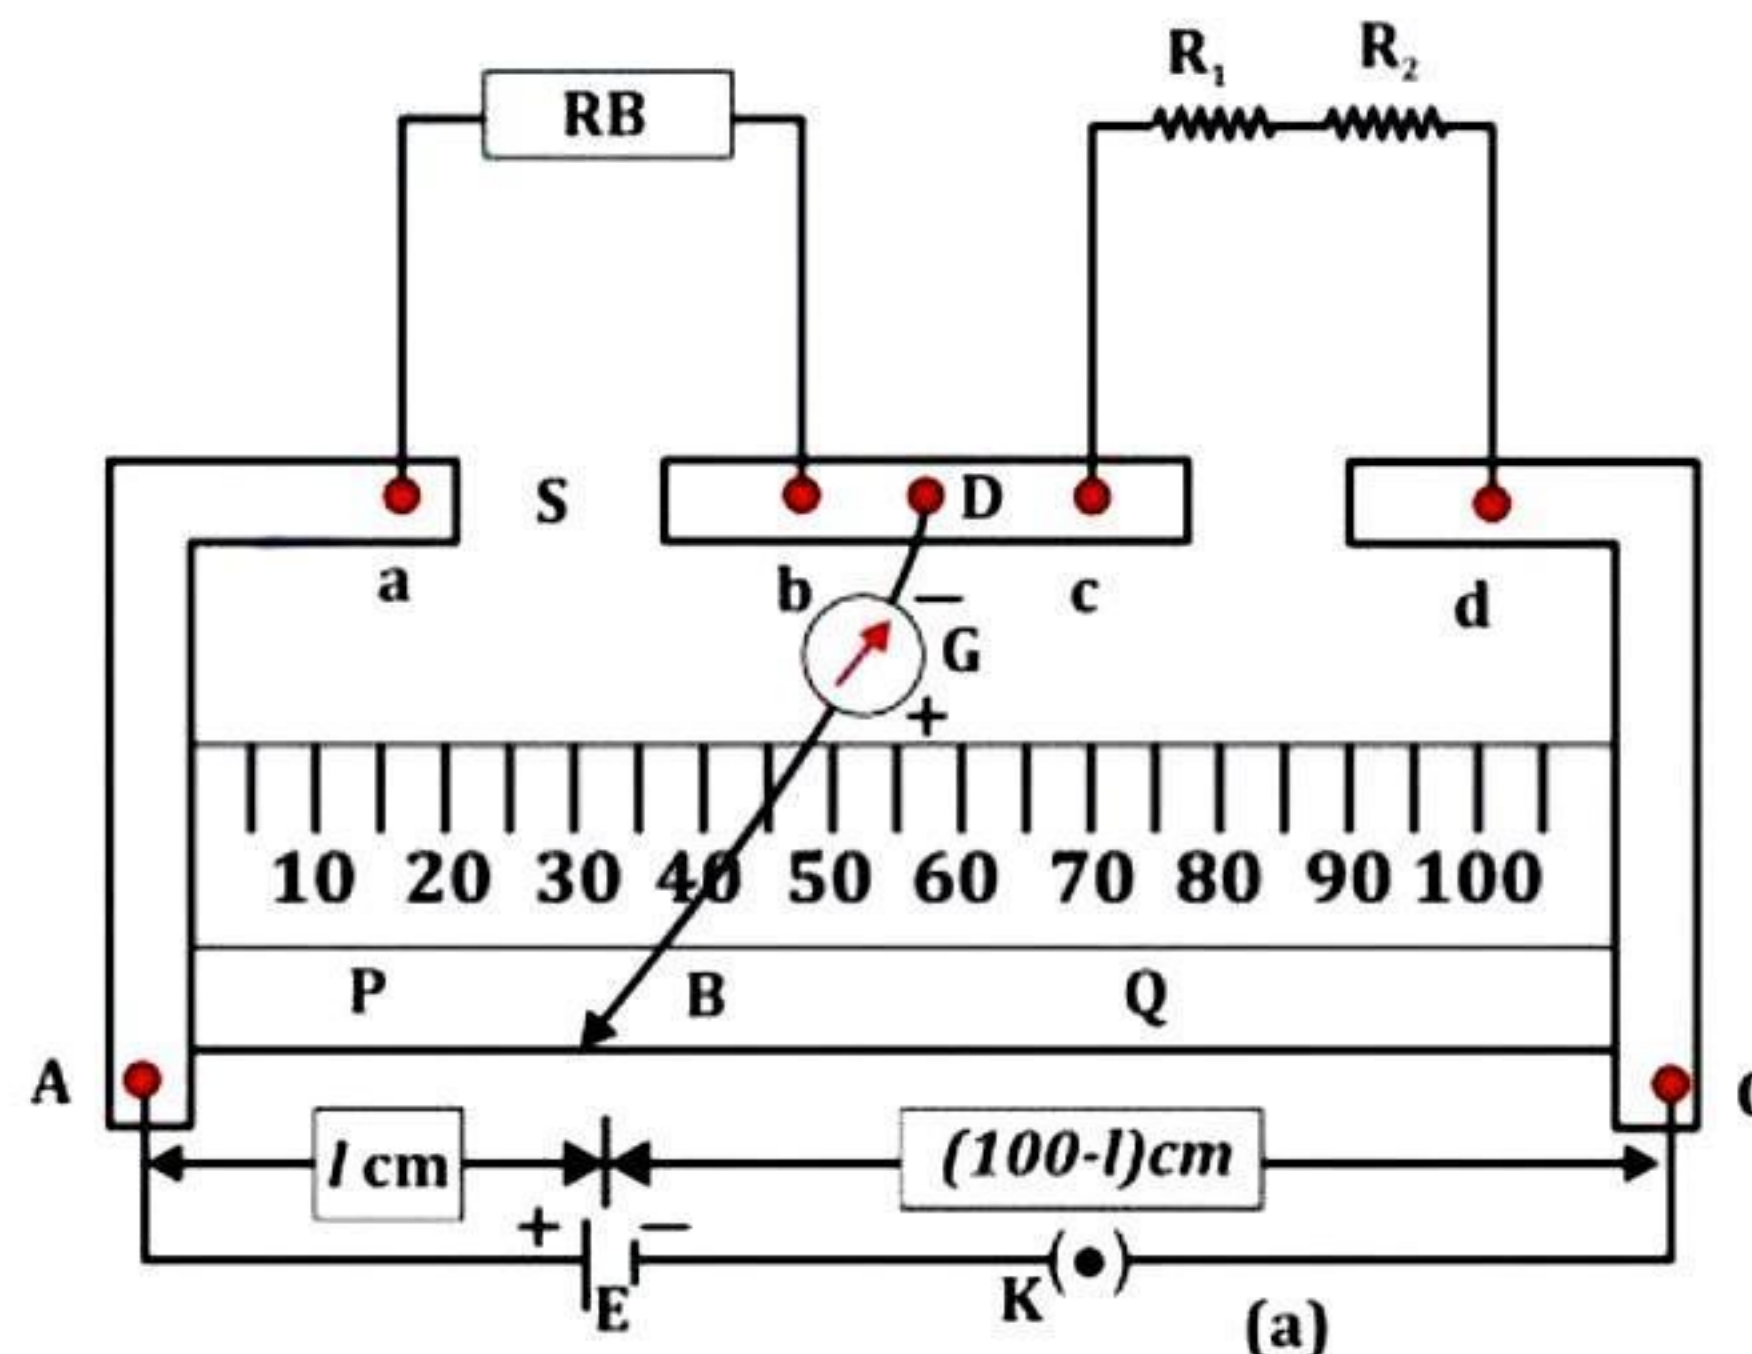 R₁ R₂
RB
S D
a b c d
− G
+
10 20 30 40 50 60 70 80 90 100
P B Q
A
l cm (100-l)cm
+ −
E K (•)
(a)